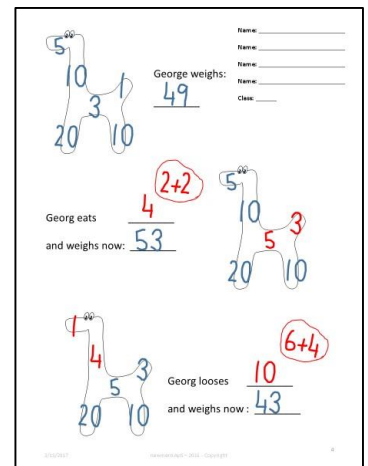 Name:
Name:
Name:
Name:
Class:
5
10 1
3
20 10
George weighs:
49
2+2
Georg eats 4
and weighs now: 53
5
10 3
5
20 10
1
4 3
5
20 10
6+4
Georg looses 10
and weighs now : 43